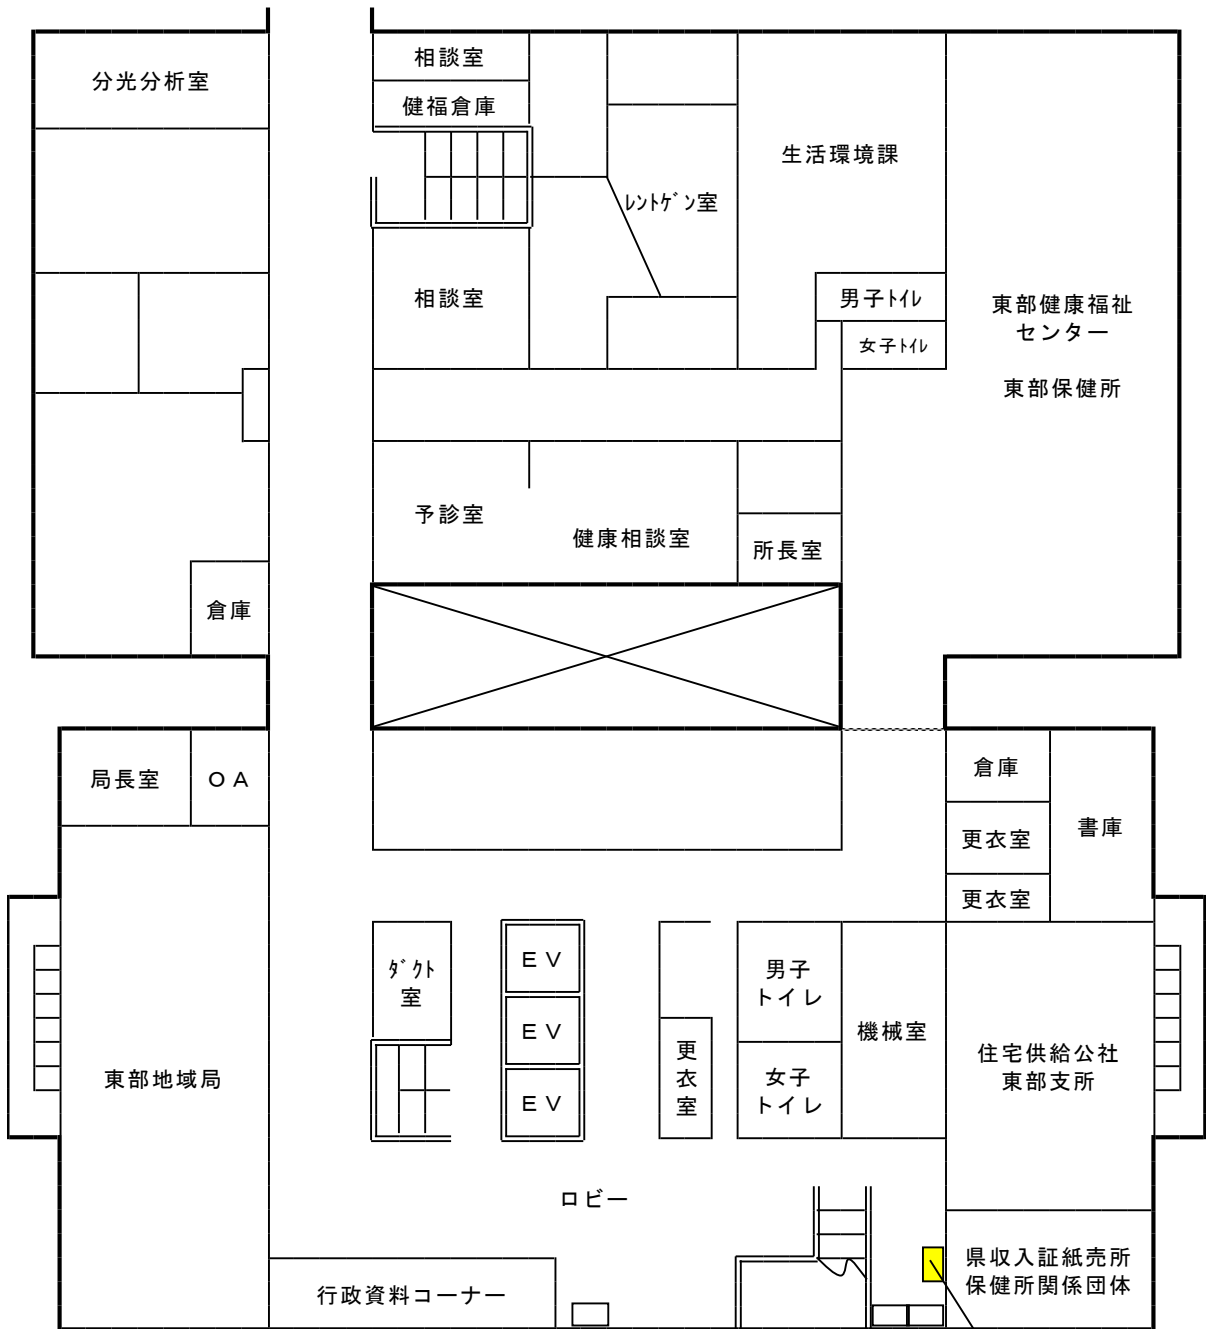 相談室
分光分析室
健福倉庫
生活環境課
ﾚﾝﾄｹﾞﾝ室
相談室
男子ﾄｲﾚ
女子ﾄｲﾚ
東部健康福祉
センター
東部保健所
予診室
健康相談室
所長室
倉庫
局長室
ＯＡ
倉庫
更衣室
書庫
更衣室
ﾀﾞｸﾄ
室
ＥＶ
ＥＶ
ＥＶ
更
衣
室
男子
トイレ
女子
トイレ
機械室
住宅供給公社
東部支所
東部地域局
ロビー
県収入証紙売所
保健所関係団体
行政資料コーナー